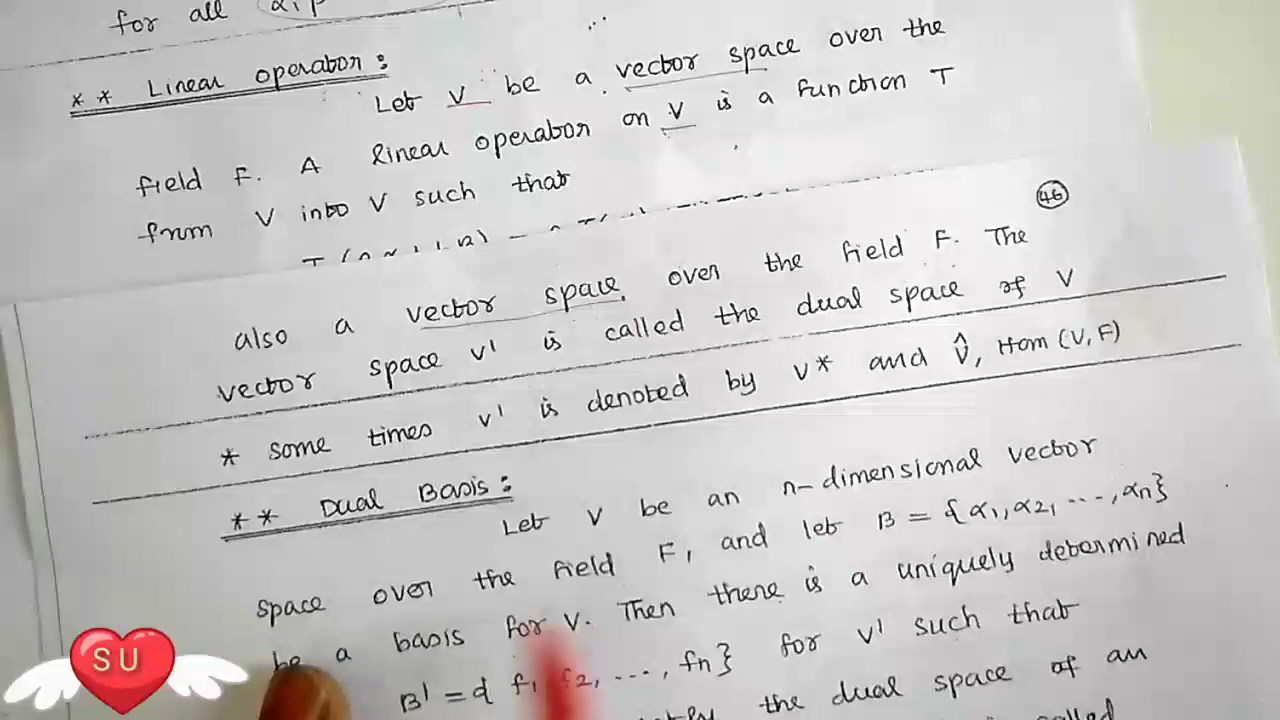 for all α, β
** Linear operator :
Let V be a vector space over the
field F. A linear operator on V is a function T
from V into V such that
46
also a vector space over the field F. The
vector space V' is called the dual space of V
* some times V' is denoted by V* and V̂, Hom (V, F)
** Dual Basis :
Let V be an n-dimensional vector
space over the field F, and let B = {α1, α2, ..., αn}
be a basis for V. Then there is a uniquely determined
B' = { f1, f2, ..., fn} for V' such that
the dual space of an
called
SU